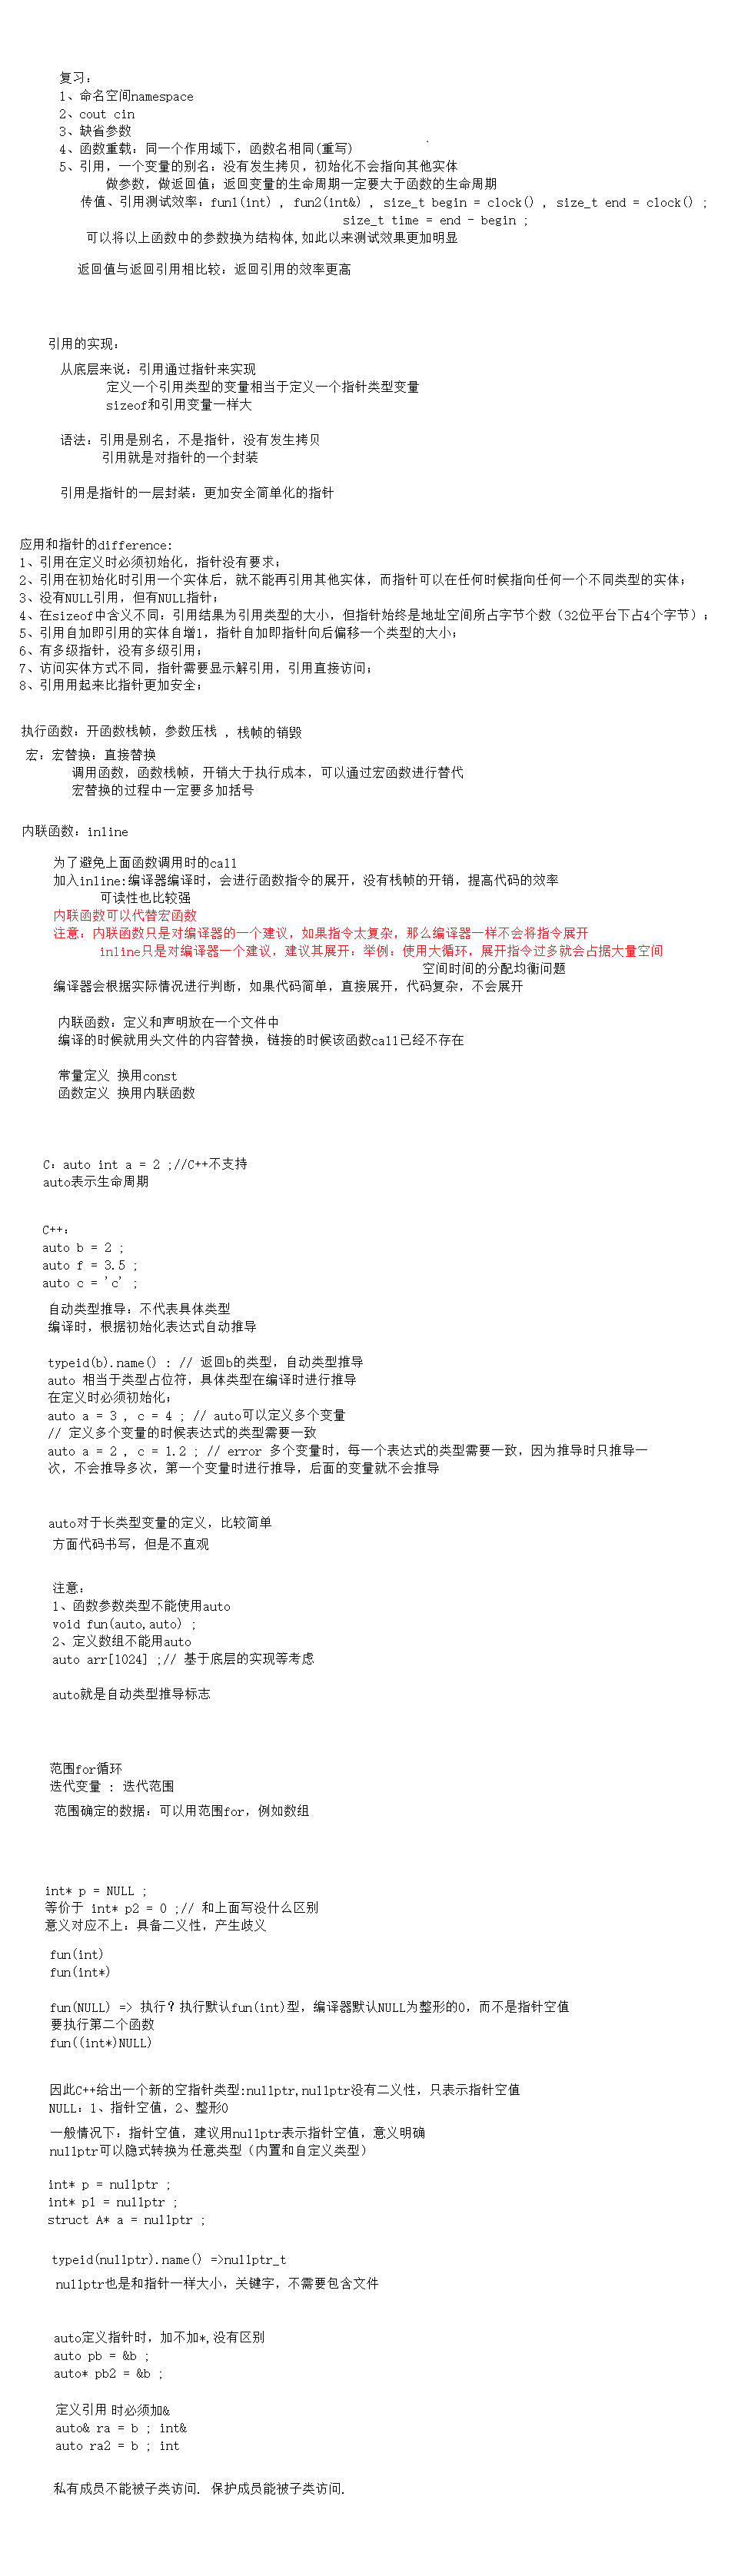 复习：
1、命名空间namespace
2、cout cin
3、缺省参数
4、函数重载：同一个作用域下，函数名相同(重写)
5、引用，一个变量的别名：没有发生拷贝，初始化不会指向其他实体
做参数，做返回值；返回变量的生命周期一定要大于函数的生命周期
传值、引用测试效率：fun1(int) , fun2(int&) , size_t begin = clock() , size_t end = clock() ;
size_t time = end - begin ;
可以将以上函数中的参数换为结构体,如此以来测试效果更加明显
返回值与返回引用相比较：返回引用的效率更高
引用的实现：
从底层来说：引用通过指针来实现
定义一个引用类型的变量相当于定义一个指针类型变量
sizeof和引用变量一样大
语法：引用是别名，不是指针，没有发生拷贝
引用就是对指针的一个封装
引用是指针的一层封装：更加安全简单化的指针
应用和指针的difference:
1、引用在定义时必须初始化，指针没有要求；
2、引用在初始化时引用一个实体后，就不能再引用其他实体，而指针可以在任何时候指向任何一个不同类型的实体；
3、没有NULL引用，但有NULL指针；
4、在sizeof中含义不同：引用结果为引用类型的大小，但指针始终是地址空间所占字节个数（32位平台下占4个字节）；
5、引用自加即引用的实体自增1，指针自加即指针向后偏移一个类型的大小；
6、有多级指针，没有多级引用；
7、访问实体方式不同，指针需要显示解引用，引用直接访问；
8、引用用起来比指针更加安全；
执行函数：开函数栈帧，参数压栈 ，栈帧的销毁
宏：宏替换：直接替换
调用函数，函数栈帧，开销大于执行成本，可以通过宏函数进行替代
宏替换的过程中一定要多加括号
内联函数：inline
为了避免上面函数调用时的call
加入inline:编译器编译时，会进行函数指令的展开，没有栈帧的开销，提高代码的效率
可读性也比较强
内联函数可以代替宏函数
注意：内联函数只是对编译器的一个建议，如果指令太复杂，那么编译器一样不会将指令展开
inline只是对编译器一个建议，建议其展开：举例：使用大循环，展开指令过多就会占据大量空间
空间时间的分配均衡问题
编译器会根据实际情况进行判断，如果代码简单，直接展开，代码复杂，不会展开
内联函数：定义和声明放在一个文件中
编译的时候就用头文件的内容替换，链接的时候该函数call已经不存在
常量定义 换用const
函数定义 换用内联函数
C：auto int a = 2 ;//C++不支持
auto表示生命周期
C++：
auto b = 2 ;
auto f = 3.5 ;
auto c = 'c' ;
自动类型推导：不代表具体类型
编译时，根据初始化表达式自动推导
typeid(b).name() : // 返回b的类型，自动类型推导
auto 相当于类型占位符，具体类型在编译时进行推导
在定义时必须初始化；
auto a = 3 , c = 4 ; // auto可以定义多个变量
// 定义多个变量的时候表达式的类型需要一致
auto a = 2 , c = 1.2 ; // error 多个变量时，每一个表达式的类型需要一致，因为推导时只推导一
次，不会推导多次，第一个变量时进行推导，后面的变量就不会推导
auto对于长类型变量的定义，比较简单
方面代码书写，但是不直观
注意：
1、函数参数类型不能使用auto
void fun(auto,auto) ;
2、定义数组不能用auto
auto arr[1024] ;// 基于底层的实现等考虑
auto就是自动类型推导标志
范围for循环
迭代变量 : 迭代范围
范围确定的数据：可以用范围for，例如数组
int* p = NULL ;
等价于 int* p2 = 0 ;// 和上面写没什么区别
意义对应不上：具备二义性，产生歧义
fun(int)
fun(int*)
fun(NULL) => 执行？执行默认fun(int)型，编译器默认NULL为整形的0，而不是指针空值
要执行第二个函数
fun((int*)NULL)
因此C++给出一个新的空指针类型:nullptr,nullptr没有二义性，只表示指针空值
NULL：1、指针空值，2、整形0
一般情况下：指针空值，建议用nullptr表示指针空值，意义明确
nullptr可以隐式转换为任意类型（内置和自定义类型）
int* p = nullptr ;
int* p1 = nullptr ;
struct A* a = nullptr ;
typeid(nullptr).name() =>nullptr_t
nullptr也是和指针一样大小，关键字，不需要包含文件
auto定义指针时，加不加*,没有区别
auto pb = &b ;
auto* pb2 = &b ;
定义引用 时必须加&
auto& ra = b ; int&
auto ra2 = b ; int
私有成员不能被子类访问. 保护成员能被子类访问.